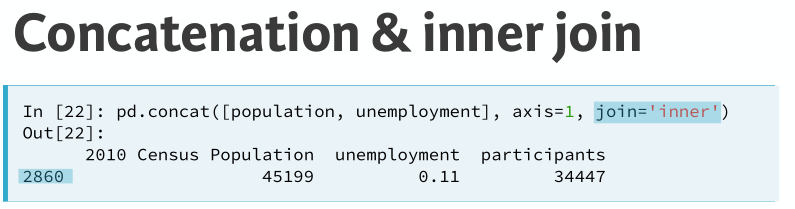 Concatenation & inner join
In [22]: pd.concat([population, unemployment], axis=1, join='inner')
Out[22]:
2010 Census Population unemployment participants
2860 45199 0.11 34447